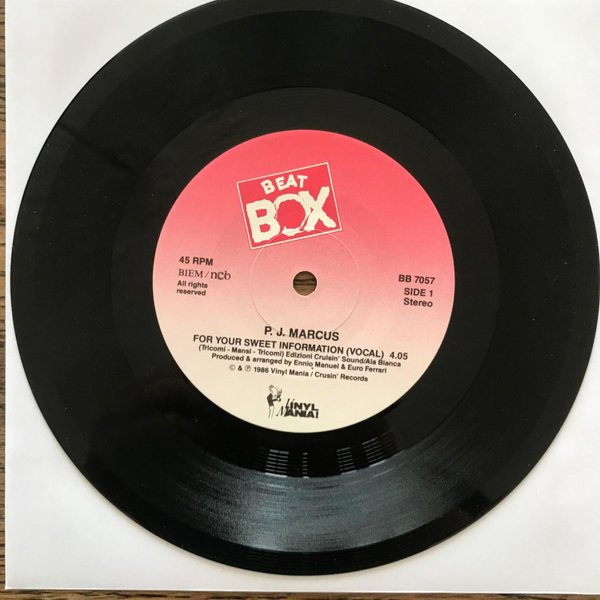 BEAT
BOX
45 RPM
BIEM/ncb
All rights
reserved
BB 7057
SIDE 1
Stereo
P. J. MARCUS
FOR YOUR SWEET INFORMATION (VOCAL) 4.05
(Tricomi - Mansi - Tricomi) Edizioni Cruisin' Sound/Ala Bianca
Produced & arranged by Ennio Manuel & Euro Ferrari
© & ℗ 1986 Vinyl Mania / Crusin' Records
VINYL
MANIA!